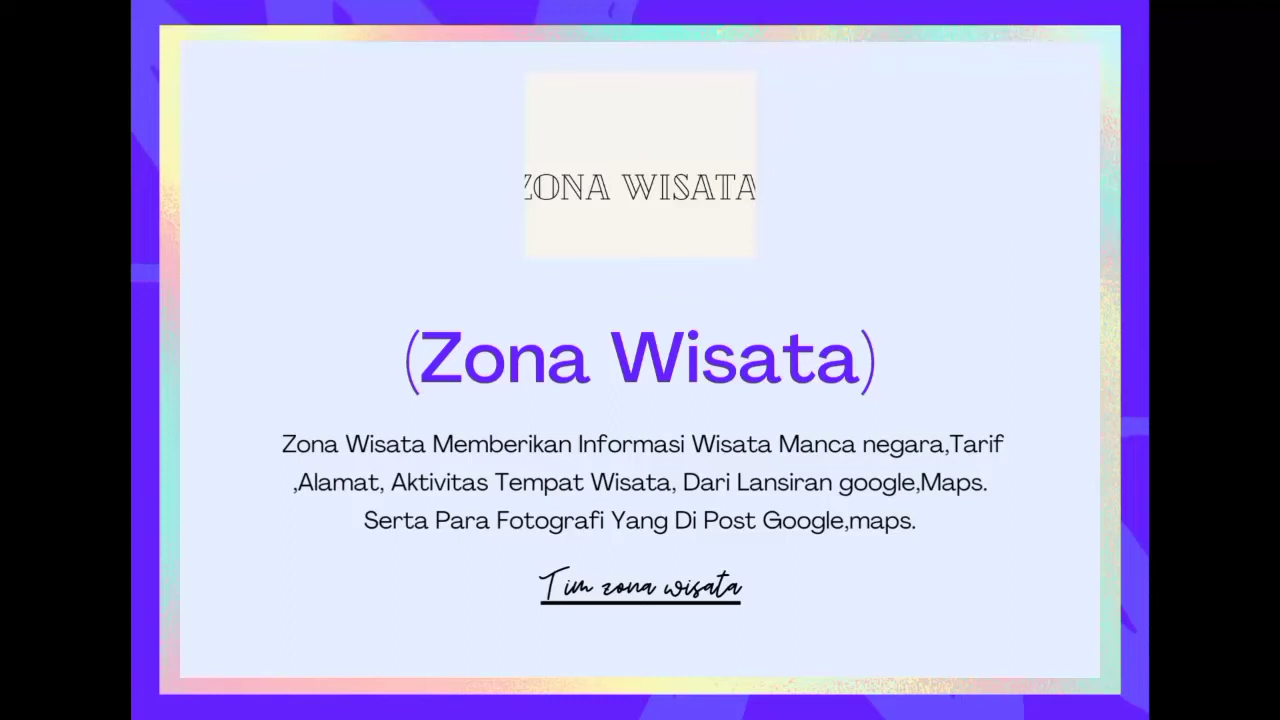 ZONA WISATA
(Zona Wisata)
Zona Wisata Memberikan Informasi Wisata Manca negara,Tarif
,Alamat, Aktivitas Tempat Wisata, Dari Lansiran google,Maps.
Serta Para Fotografi Yang Di Post Google,maps.
Tim zona wisata